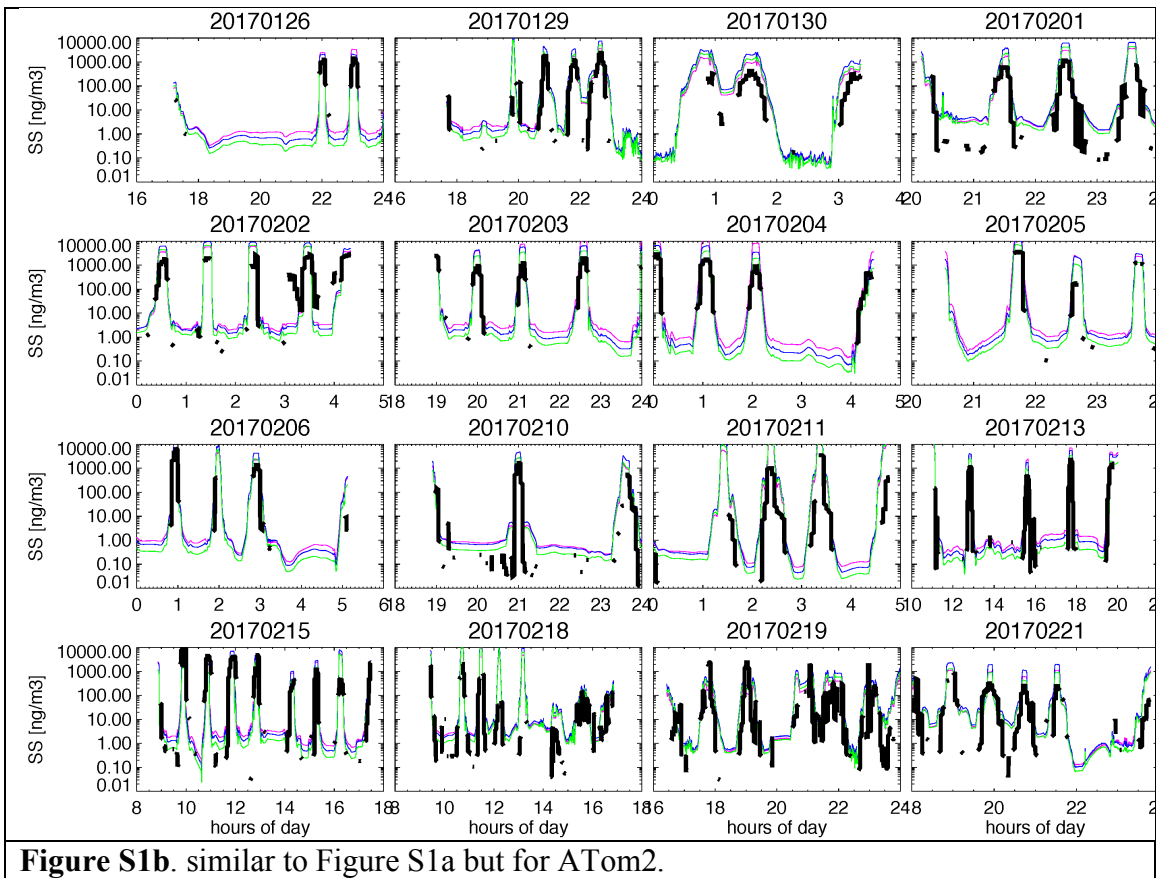 20170126 20170129 20170130 20170201
SS [ng/m3] 10000.00 1000.00 100.00 10.00 1.00 0.10 0.01
16 18 20 22 24 16 18 20 22 24 0 1 2 3 4 20 21 22 23 2
20170202 20170203 20170204 20170205
SS [ng/m3] 10000.00 1000.00 100.00 10.00 1.00 0.10 0.01
0 1 2 3 4 5 18 19 20 21 22 23 24 0 1 2 3 4 5 20 21 22 23 2
20170206 20170210 20170211 20170213
SS [ng/m3] 10000.00 1000.00 100.00 10.00 1.00 0.10 0.01
0 1 2 3 4 5 6 18 19 20 21 22 23 24 0 1 2 3 4 5 10 12 14 16 18 20 2
20170215 20170218 20170219 20170221
SS [ng/m3] 10000.00 1000.00 100.00 10.00 1.00 0.10 0.01
8 10 12 14 16 18 8 10 12 14 16 18 16 18 20 22 24 18 20 22 2
hours of day hours of day hours of day hours of day
Figure S1b. similar to Figure S1a but for ATom2.